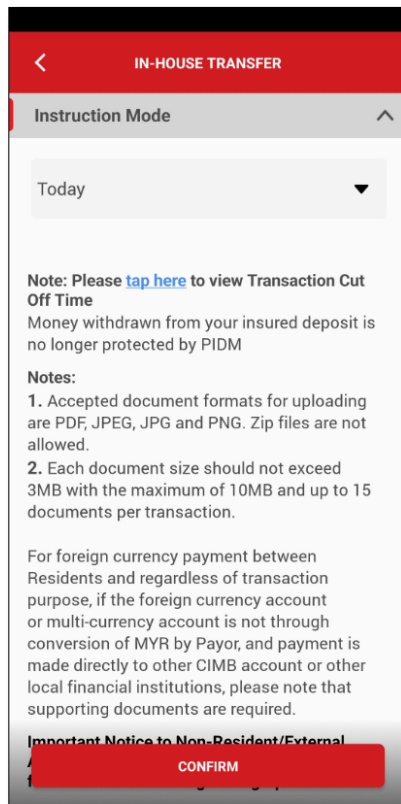 IN-HOUSE TRANSFER
Instruction Mode
Today
Note: Please tap here to view Transaction Cut
Off Time
Money withdrawn from your insured deposit is
no longer protected by PIDM
Notes:
1. Accepted document formats for uploading
are PDF, JPEG, JPG and PNG. Zip files are not
allowed.
2. Each document size should not exceed
3MB with the maximum of 10MB and up to 15
documents per transaction.
For foreign currency payment between
Residents and regardless of transaction
purpose, if the foreign currency account
or multi-currency account is not through
conversion of MYR by Payor, and payment is
made directly to other CIMB account or other
local financial institutions, please note that
supporting documents are required.
Important Notice to Non-Resident/External
CONFIRM